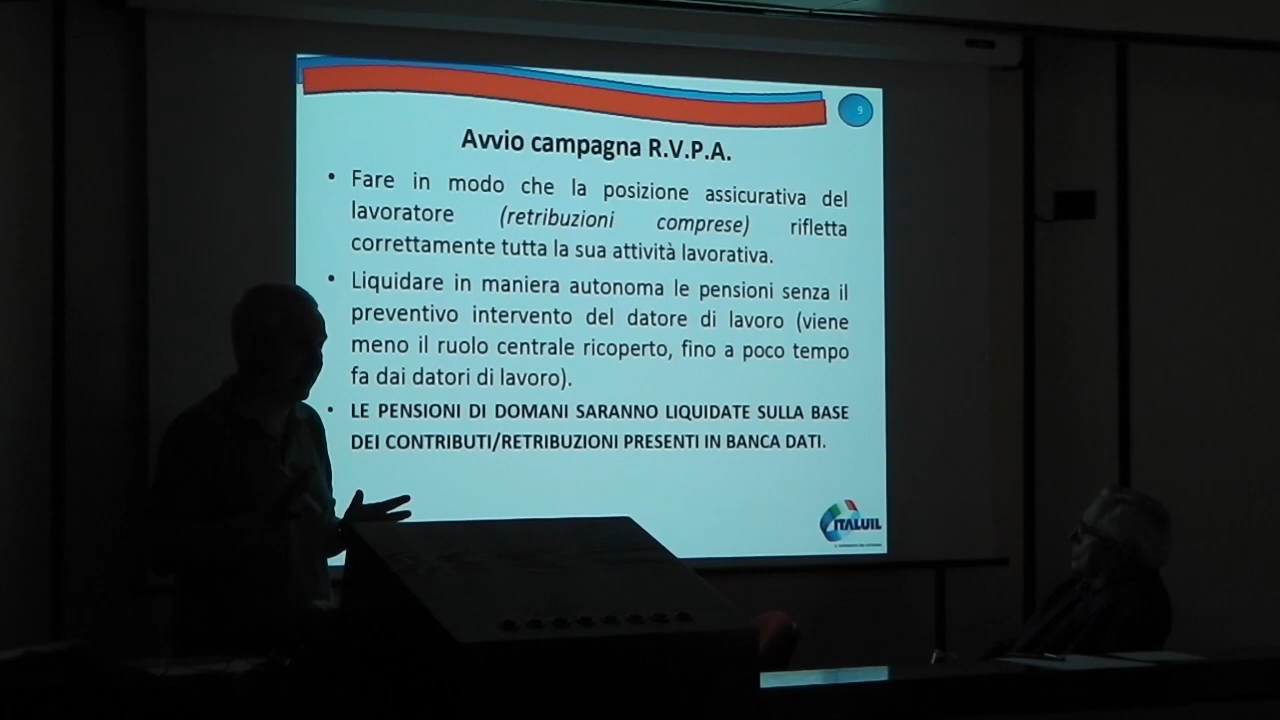 9
Avvio campagna R.V.P.A.
• Fare in modo che la posizione assicurativa del
lavoratore (retribuzioni comprese) rifletta
correttamente tutta la sua attività lavorativa.
• Liquidare in maniera autonoma le pensioni senza il
preventivo intervento del datore di lavoro (viene
meno il ruolo centrale ricoperto, fino a poco tempo
fa dai datori di lavoro).
• LE PENSIONI DI DOMANI SARANNO LIQUIDATE SULLA BASE
DEI CONTRIBUTI/RETRIBUZIONI PRESENTI IN BANCA DATI.
ITALUIL